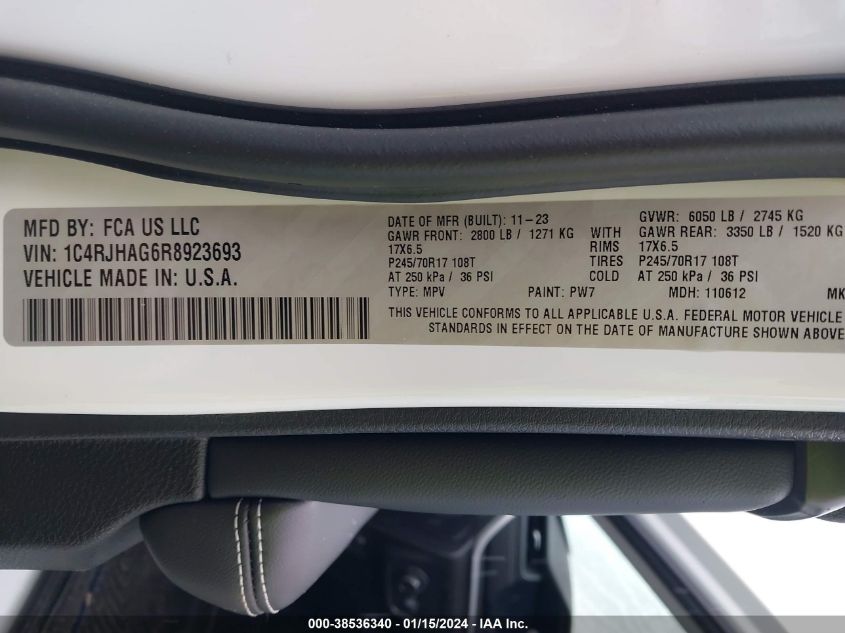 MFD BY: FCA US LLC
VIN: 1C4RJHAG6R8923693
VEHICLE MADE IN: U.S.A.
DATE OF MFR (BUILT): 11-23 GVWR: 6050 LB / 2745 KG
GAWR FRONT: 2800 LB / 1271 KG WITH GAWR REAR: 3350 LB / 1520 KG
17X6.5 RIMS 17X6.5
P245/70R17 108T TIRES P245/70R17 108T
AT 250 kPa / 36 PSI COLD AT 250 kPa / 36 PSI
TYPE: MPV PAINT: PW7 MDH: 110612 MK
THIS VEHICLE CONFORMS TO ALL APPLICABLE U.S.A. FEDERAL MOTOR VEHICLE
STANDARDS IN EFFECT ON THE DATE OF MANUFACTURE SHOWN ABOVE
000-38536340 - 01/15/2024 - IAA Inc.